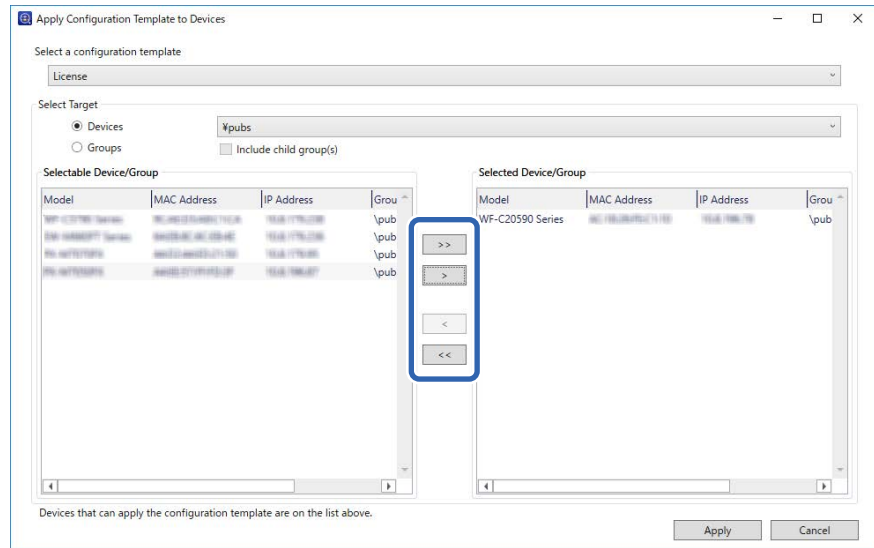 Apply Configuration Template to Devices
Select a configuration template
License
Select Target
Devices
¥pubs
Groups
Include child group(s)
Selectable Device/Group
Selected Device/Group
Model MAC Address IP Address Grou
Model MAC Address IP Address Grou
\pub
WF-C20590 Series \pub
\pub
\pub
\pub
>>
>
<
<<
Devices that can apply the configuration template are on the list above.
Apply Cancel